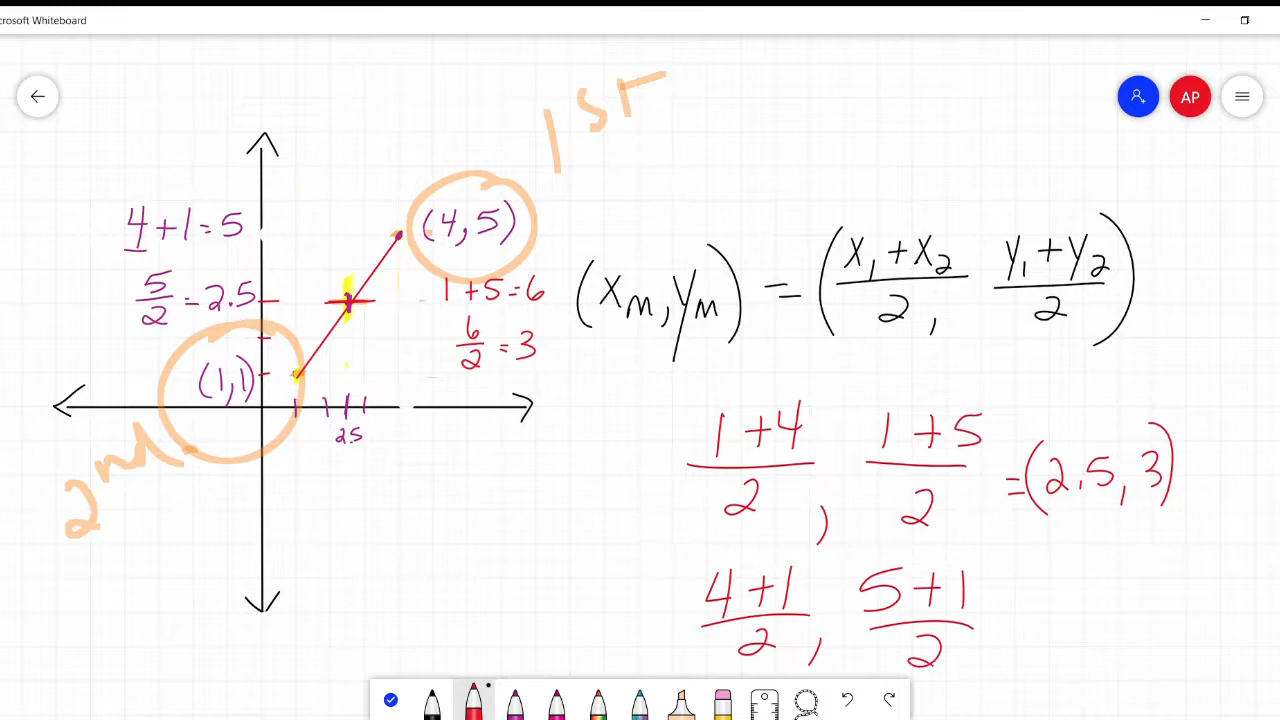 crosoft Whiteboard
AP
1ST
4+1=5
(4,5)
5/2 = 2.5
1+5=6
6/2 = 3
(1,1)
2.5
2nd
(xm, ym) = (x1+x2/2, y1+y2/2)
1+4/2, 1+5/2 = (2.5, 3)
4+1/2, 5+1/2